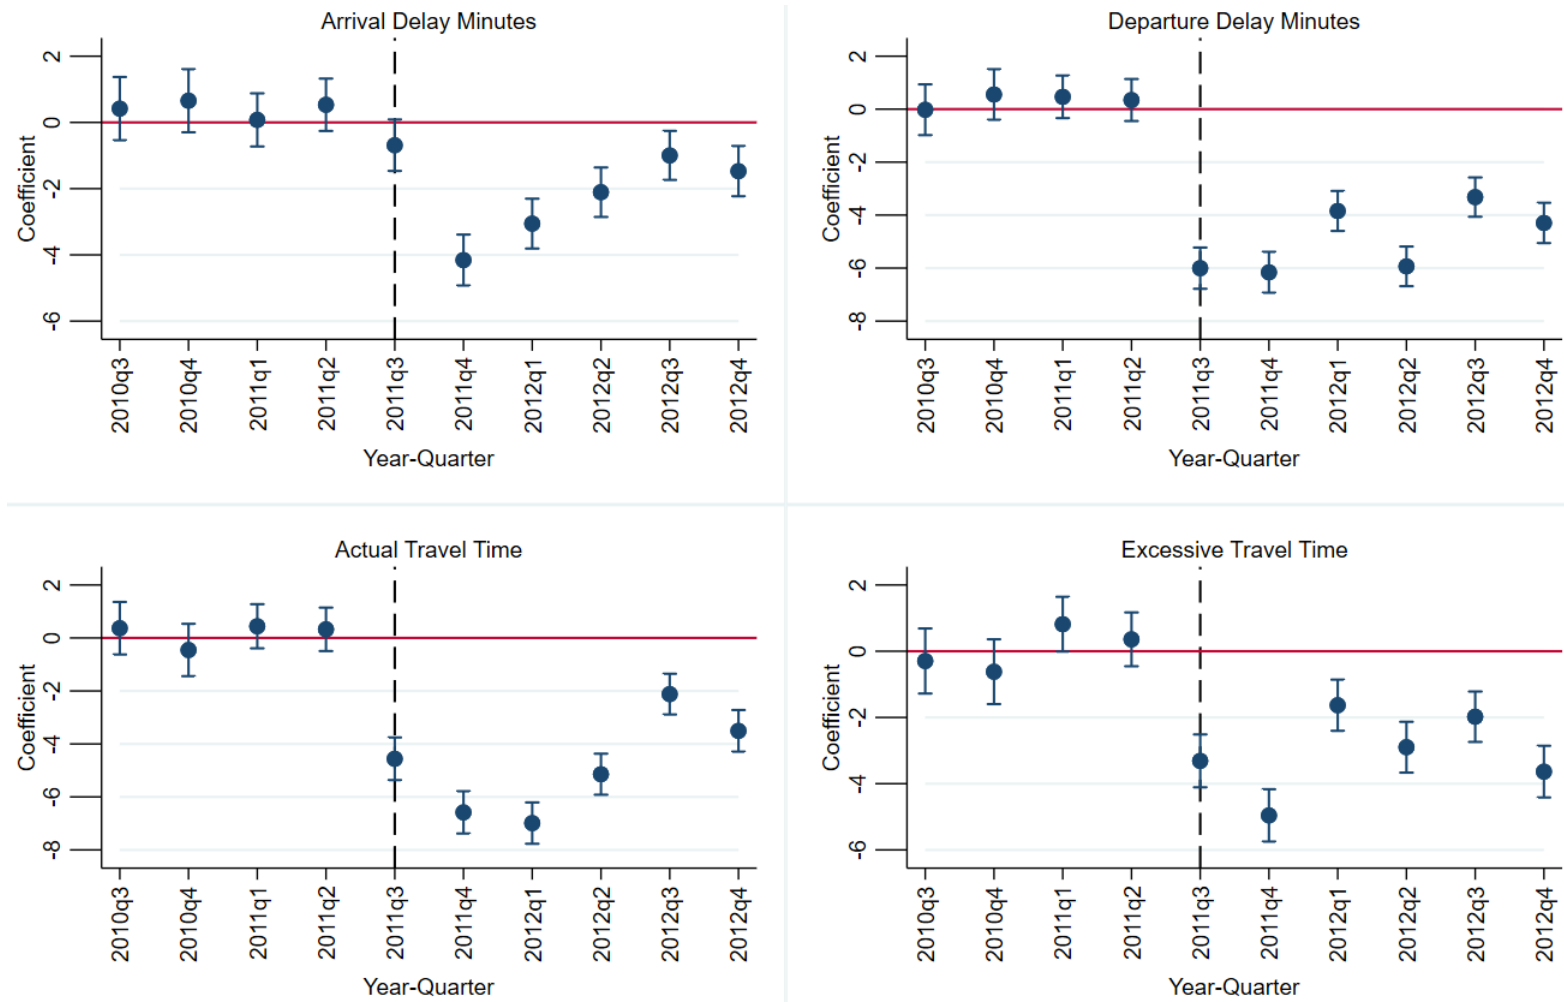 Arrival Delay Minutes
2
0
-2
-4
-6
Coefficient
2010q3
2010q4
2011q1
2011q2
2011q3
2011q4
2012q1
2012q2
2012q3
2012q4
Year-Quarter
Departure Delay Minutes
2
0
-2
-4
-6
-8
Coefficient
2010q3
2010q4
2011q1
2011q2
2011q3
2011q4
2012q1
2012q2
2012q3
2012q4
Year-Quarter
Actual Travel Time
2
0
-2
-4
-6
-8
Coefficient
2010q3
2010q4
2011q1
2011q2
2011q3
2011q4
2012q1
2012q2
2012q3
2012q4
Year-Quarter
Excessive Travel Time
2
0
-2
-4
-6
Coefficient
2010q3
2010q4
2011q1
2011q2
2011q3
2011q4
2012q1
2012q2
2012q3
2012q4
Year-Quarter